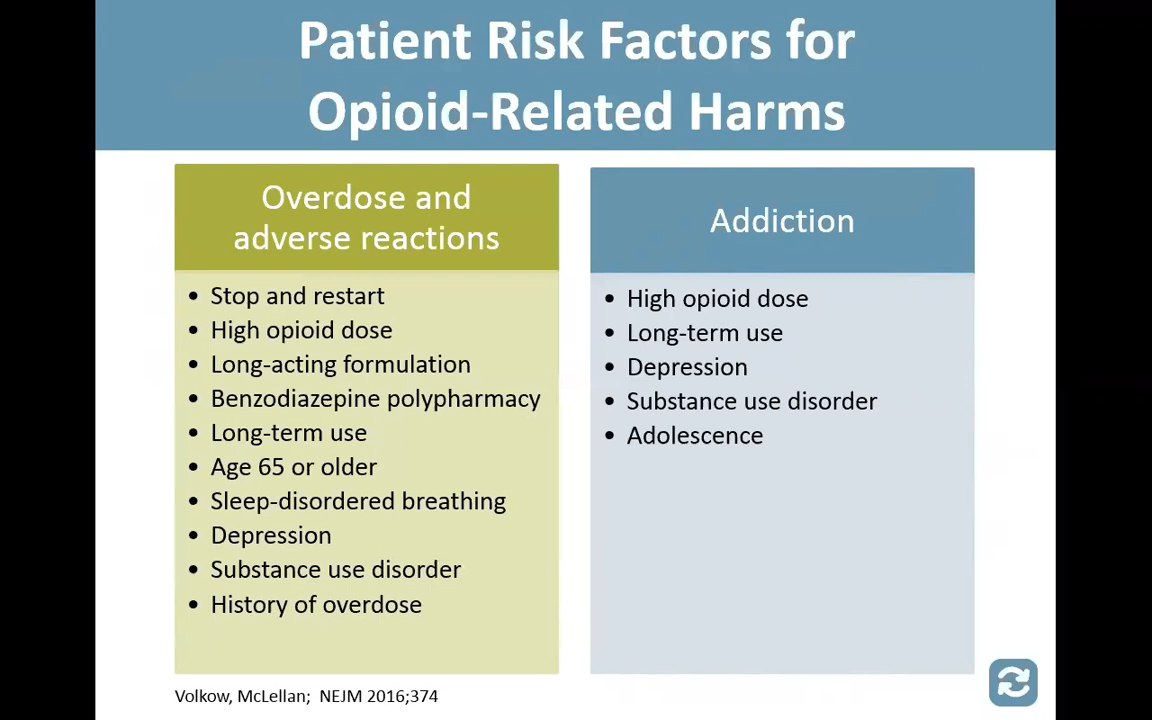 Patient Risk Factors for
Opioid-Related Harms
Overdose and
adverse reactions
• Stop and restart
• High opioid dose
• Long-acting formulation
• Benzodiazepine polypharmacy
• Long-term use
• Age 65 or older
• Sleep-disordered breathing
• Depression
• Substance use disorder
• History of overdose
Addiction
• High opioid dose
• Long-term use
• Depression
• Substance use disorder
• Adolescence
Volkow, McLellan;  NEJM 2016;374